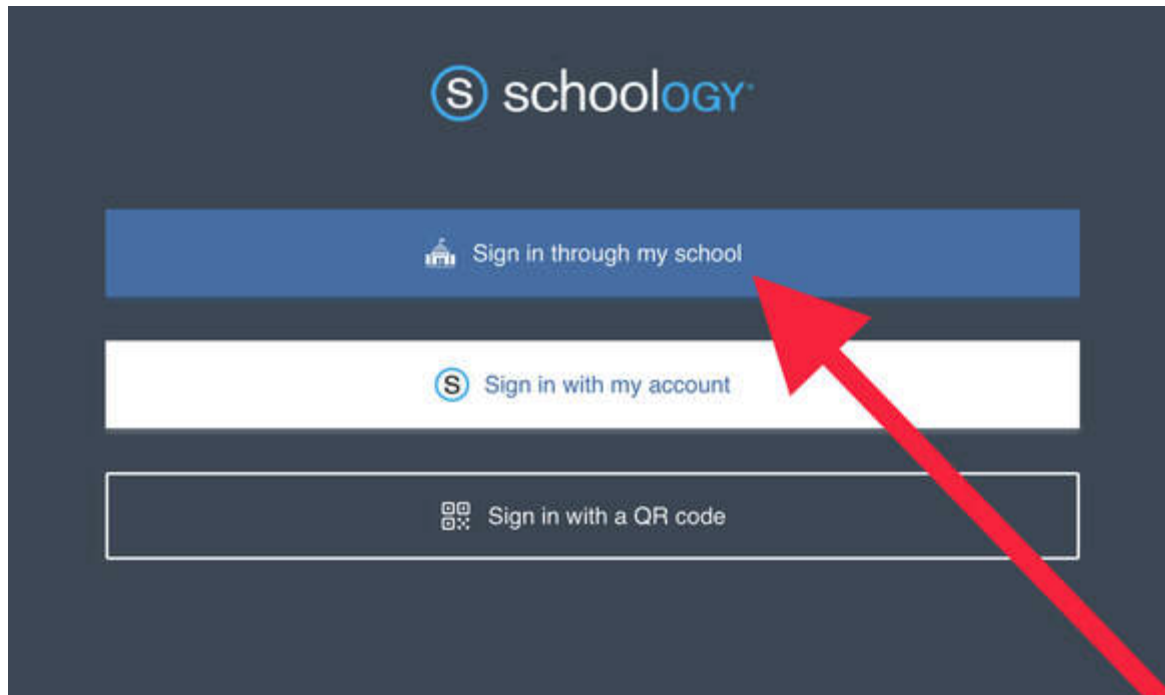 S schoology
Sign in through my school
S Sign in with my account
Sign in with a QR code